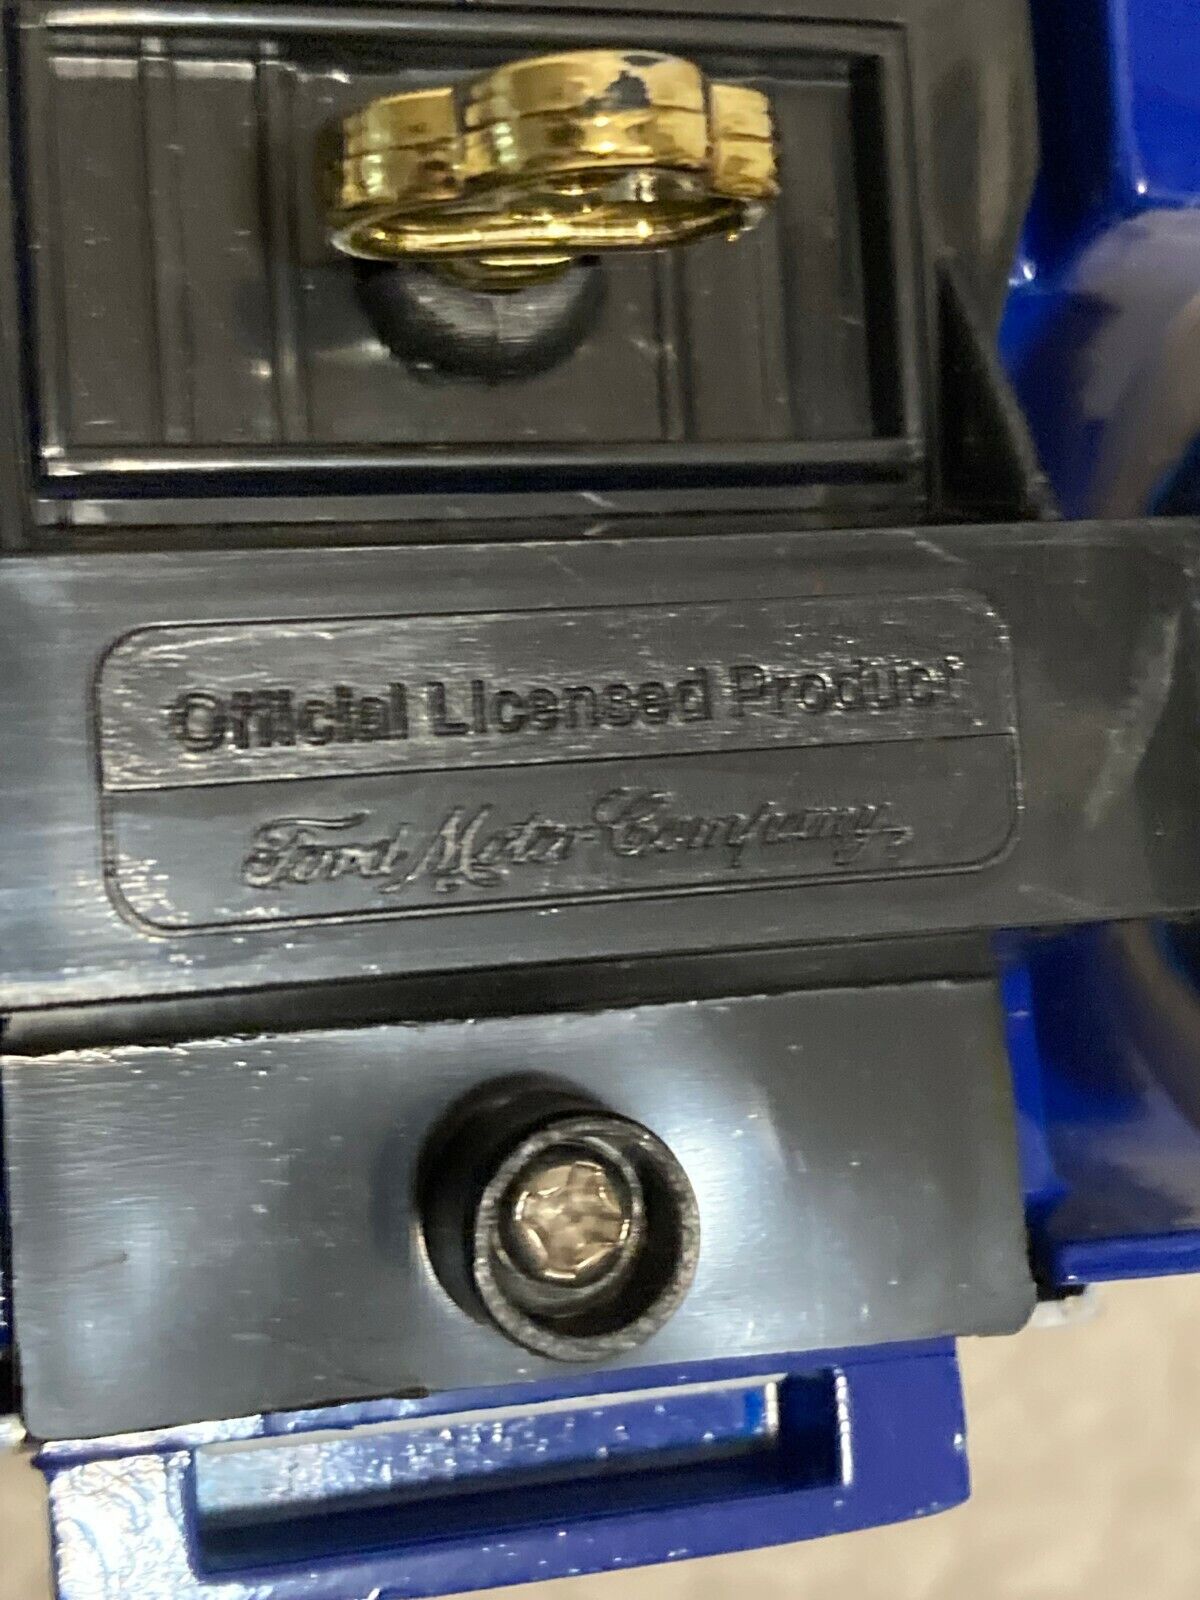 Official Licensed Product
Ford Motor Company